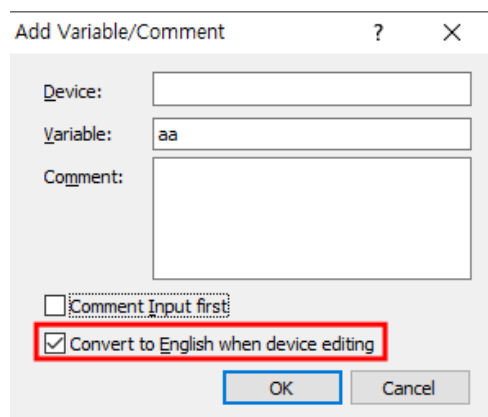 Add Variable/Comment ? ×
Device:
Variable: aa
Comment:
Comment Input first
Convert to English when device editing
OK Cancel